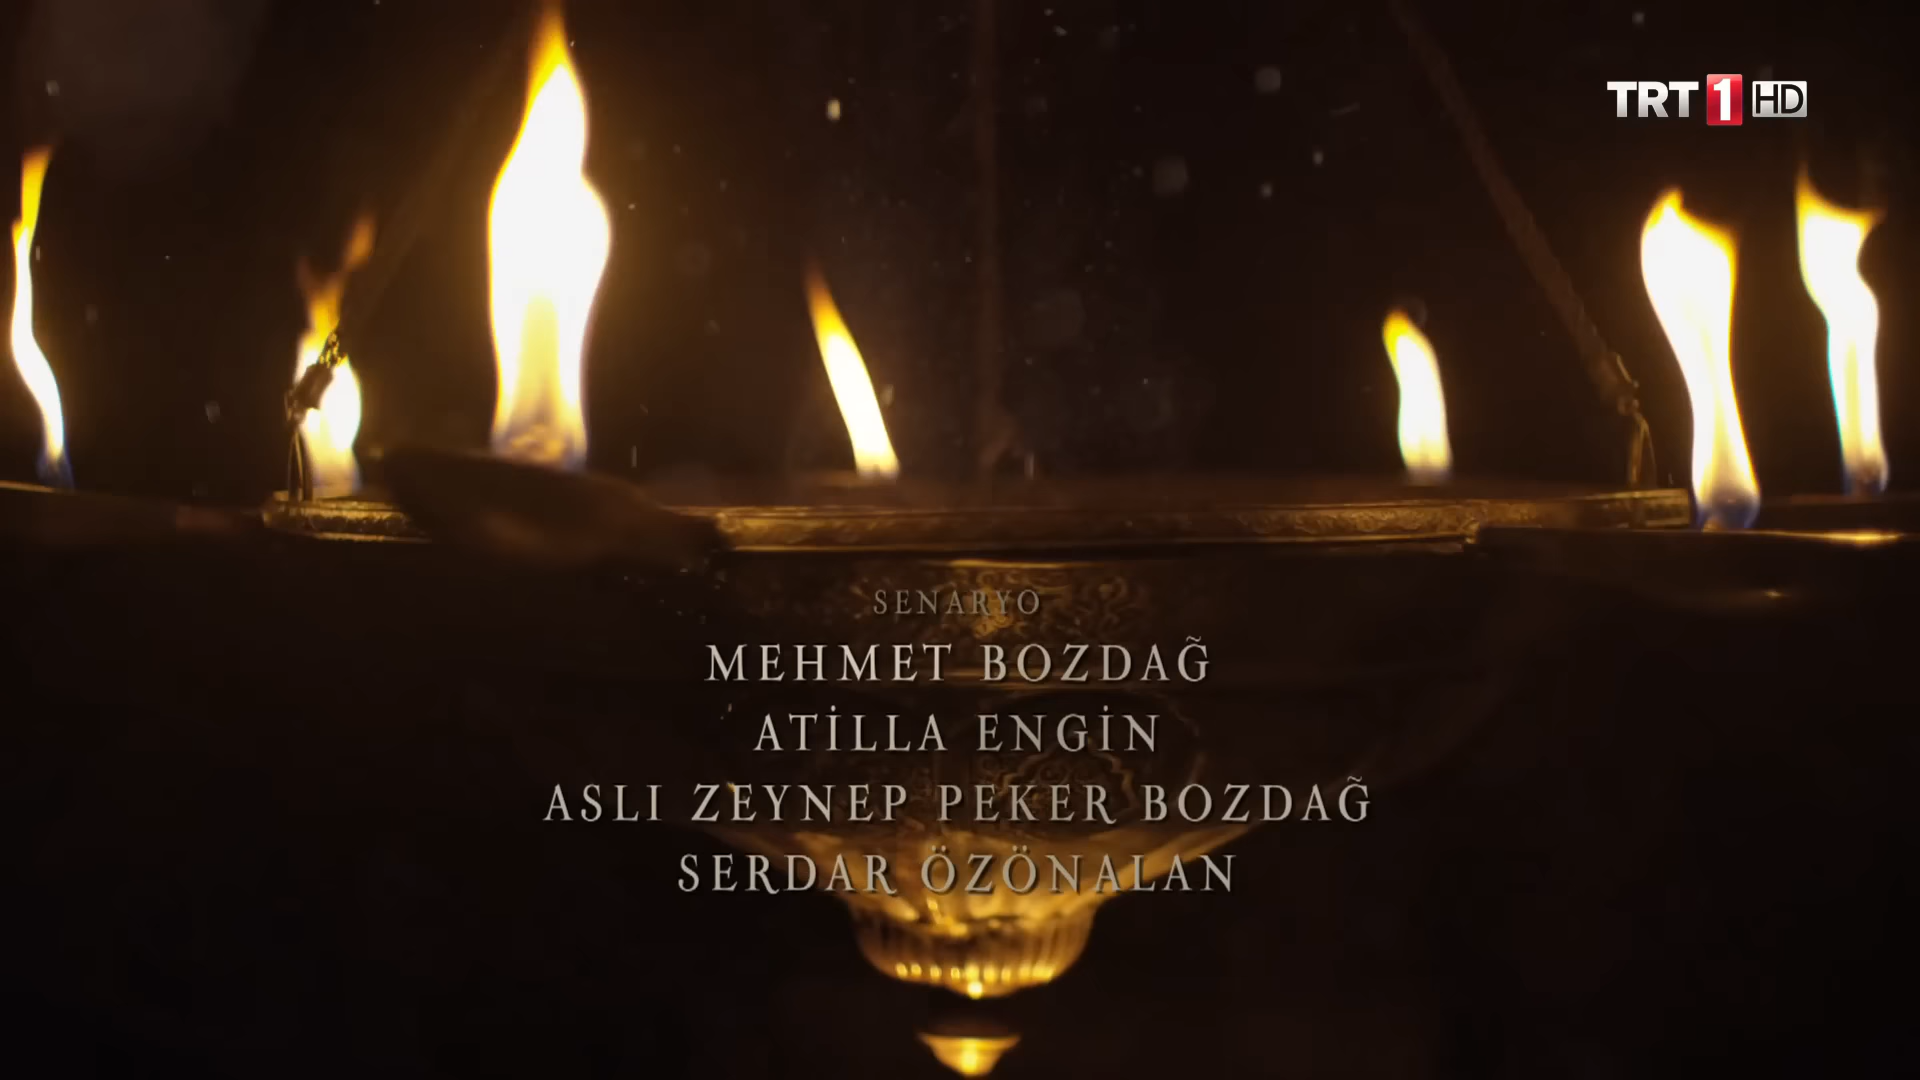 TRT 1 HD
SENARYO
MEHMET BOZDAĞ
ATİLLA ENGİN
ASLI ZEYNEP PEKER BOZDAĞ
SERDAR ÖZÖNALAN